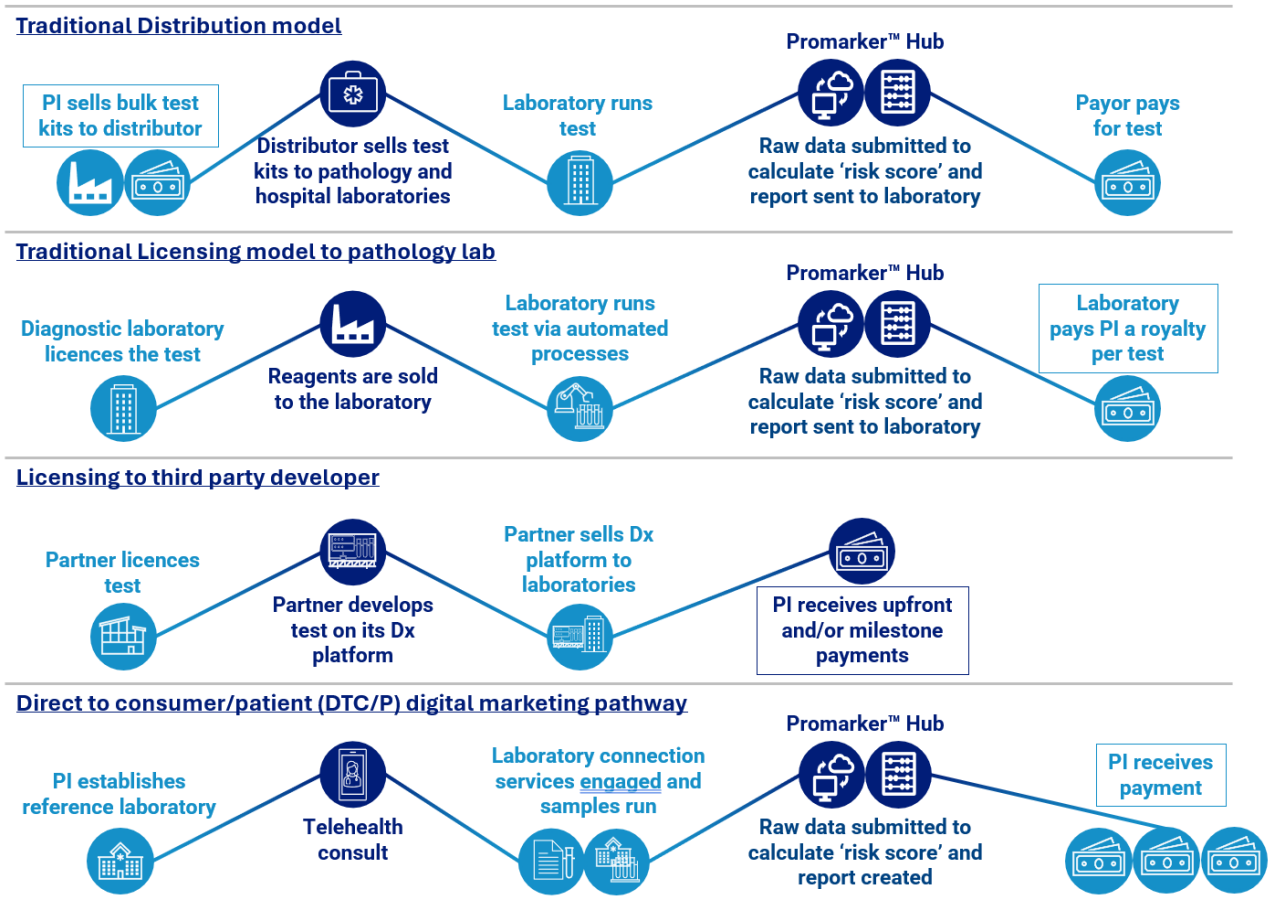 Traditional Distribution model
PI sells bulk test
kits to distributor
Distributor sells test
kits to pathology and
hospital laboratories
Laboratory runs
test
Promarker™ Hub
Raw data submitted to
calculate ‘risk score’ and
report sent to laboratory
Payor pays
for test
Traditional Licensing model to pathology lab
Diagnostic laboratory
licences the test
Reagents are sold
to the laboratory
Laboratory runs
test via automated
processes
Promarker™ Hub
Raw data submitted to
calculate ‘risk score’ and
report sent to laboratory
Laboratory
pays PI a royalty
per test
Licensing to third party developer
Partner licences
test
Partner develops
test on its Dx
platform
Partner sells Dx
platform to
laboratories
PI receives upfront
and/or milestone
payments
Direct to consumer/patient (DTC/P) digital marketing pathway
PI establishes
reference laboratory
Telehealth
consult
Laboratory connection
services engaged and
samples run
Promarker™ Hub
Raw data submitted to
calculate ‘risk score’ and
report created
PI receives
payment